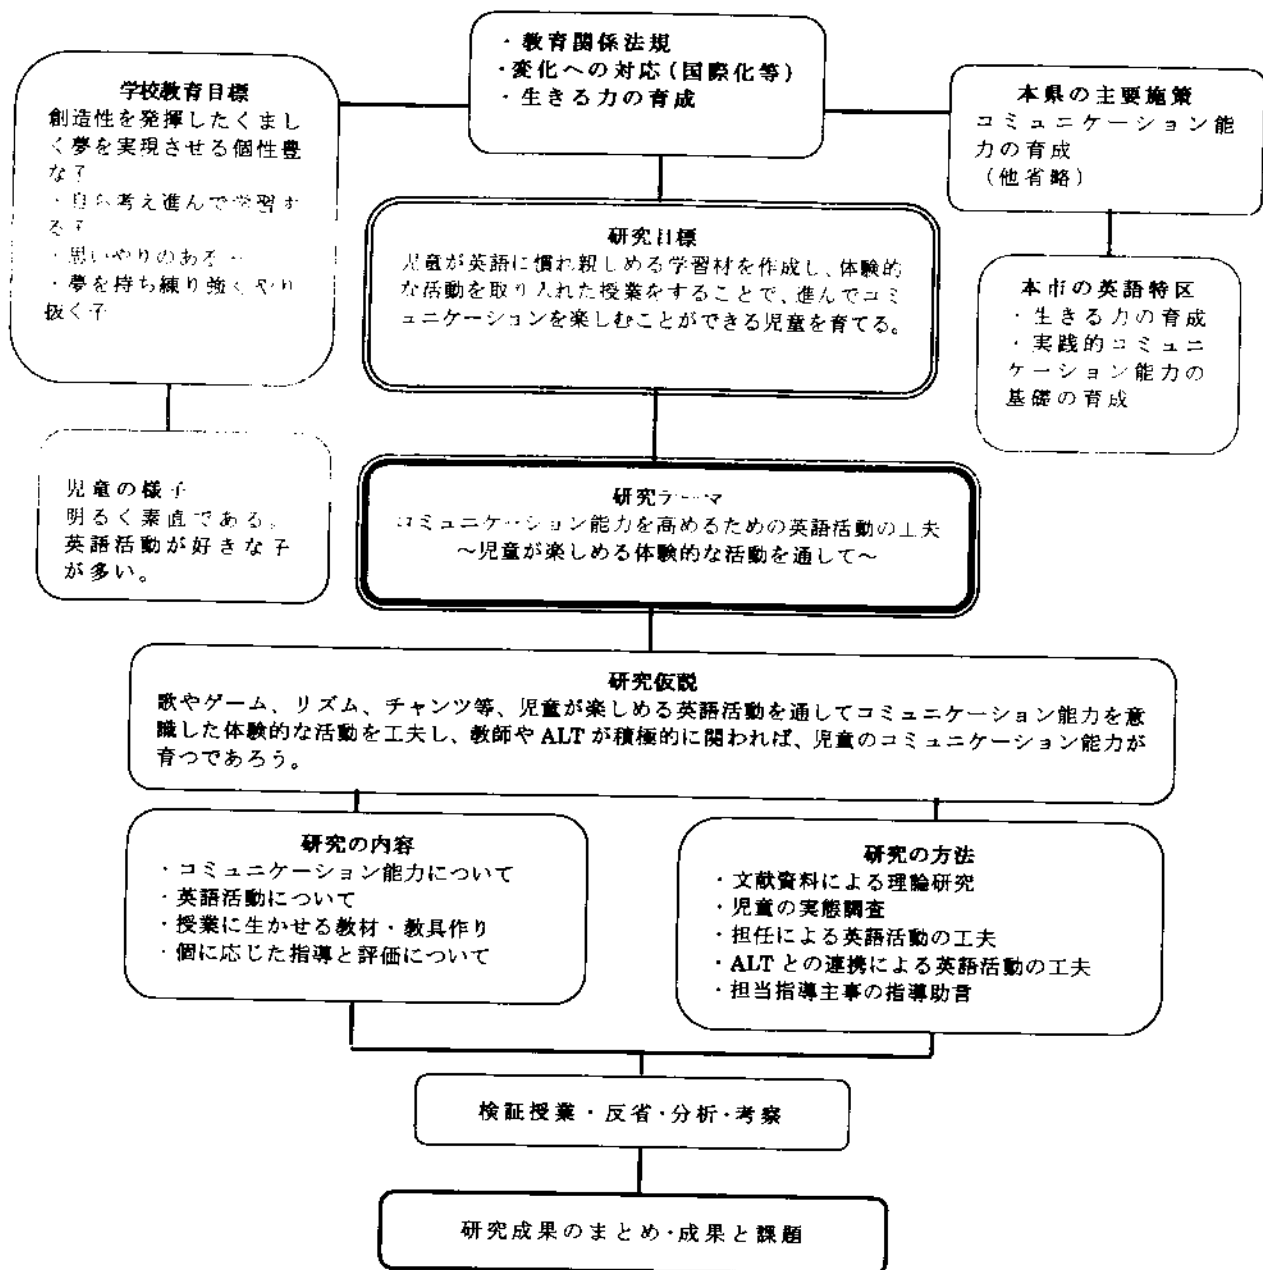 ・教育関係法規
・変化への対応(国際化等)
・生きる力の育成
学校教育目標
創造性を発揮したくまし
く夢を実現させる個性豊
な子
・自ら考え進んで学習す
る子
・思いやりのある
・夢を持ち練り強くやり
抜く子
本県の主要施策
コミュニケーション能
力の育成
(他省略)
研究目標
児童が英語に慣れ親しめる学習材を作成し、体験的
な活動を取り入れた授業をすることで、進んでコミ
ュニケーションを楽しむことができる児童を育てる。
本市の英語特区
・生きる力の育成
・実践的コミュニ
ケーション能力の
基礎の育成
児童の様子
明るく素直である。
英語活動が好きな子
が多い。
研究テーマ
コミュニケーション能力を高めるための英語活動の工夫
～児童が楽しめる体験的な活動を通して～
研究仮説
歌やゲーム、リズム、チャンツ等、児童が楽しめる英語活動を通してコミュニケーション能力を意
識した体験的な活動を工夫し、教師やALTが積極的に関われば、児童のコミュニケーション能力が
育つであろう。
研究の内容
・コミュニケーション能力について
・英語活動について
・授業に生かせる教材・教具作り
・個に応じた指導と評価について
研究の方法
・文献資料による理論研究
・児童の実態調査
・担任による英語活動の工夫
・ALTとの連携による英語活動の工夫
・担当指導主事の指導助言
検証授業・反省・分析・考察
研究成果のまとめ・成果と課題